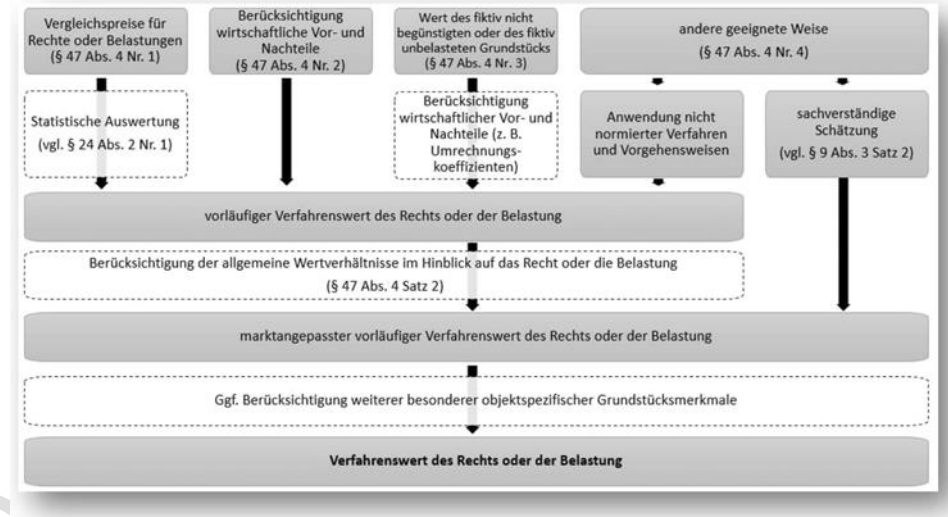 Vergleichspreise für
Rechte oder Belastungen
(§ 47 Abs. 4 Nr. 1)
Berücksichtigung
wirtschaftliche Vor- und
Nachteile
(§ 47 Abs. 4 Nr. 2)
Wert des fiktiv nicht
begünstigten oder des fiktiv
unbelasteten Grundstücks
(§ 47 Abs. 4 Nr. 3)
andere geeignete Weise
(§ 47 Abs. 4 Nr. 4)
Statistische Auswertung
(vgl. § 24 Abs. 2 Nr. 1)
Berücksichtigung
wirtschaftlicher Vor- und
Nachteile (z. B.
Umrechnungs-
koeffizienten)
Anwendung nicht
normierter Verfahren
und Vorgehensweisen
sachverständige
Schätzung
(vgl. § 9 Abs. 3 Satz 2)
vorläufiger Verfahrenswert des Rechts oder der Belastung
Berücksichtigung der allgemeine Wertverhältnisse im Hinblick auf das Recht oder die Belastung
(§ 47 Abs. 4 Satz 2)
marktangepasster vorläufiger Verfahrenswert des Rechts oder der Belastung
Ggf. Berücksichtigung weiterer besonderer objektspezifischer Grundstücksmerkmale
Verfahrenswert des Rechts oder der Belastung